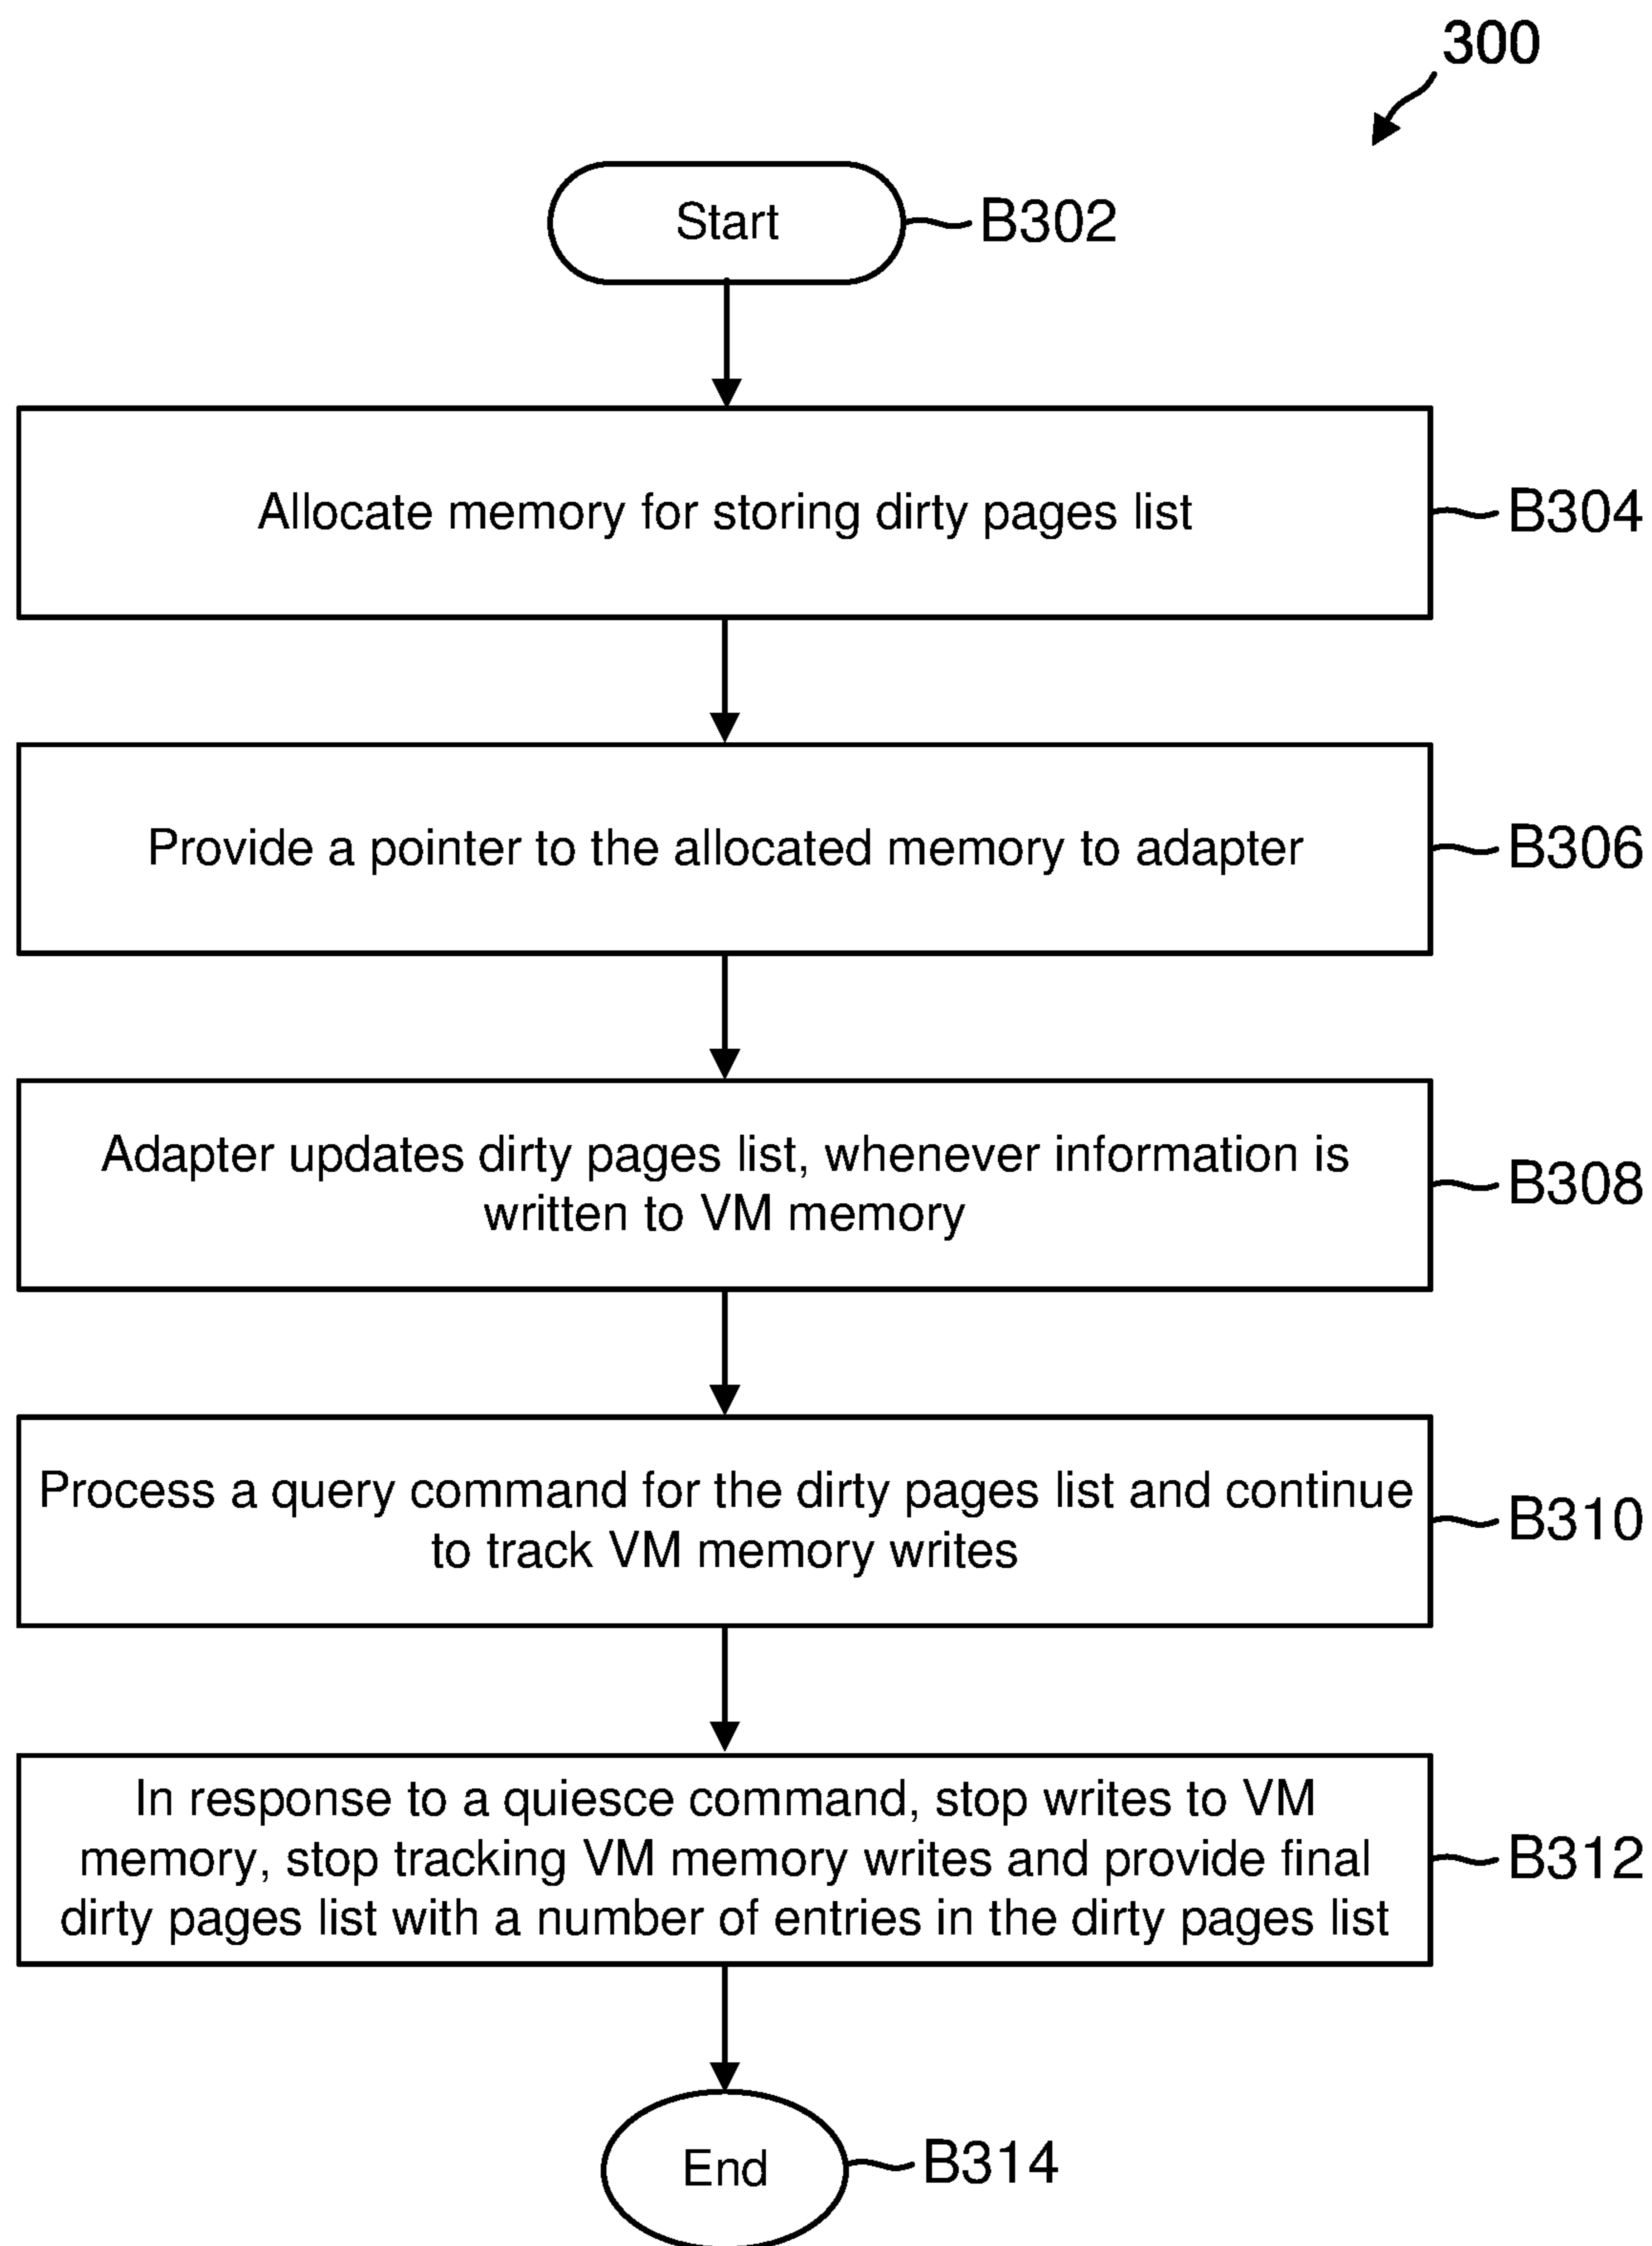 300
Start
B302
Allocate memory for storing dirty pages list
B304
Provide a pointer to the allocated memory to adapter
B306
Adapter updates dirty pages list, whenever information is
written to VM memory
B308
Process a query command for the dirty pages list and continue
to track VM memory writes
B310
In response to a quiesce command, stop writes to VM
memory, stop tracking VM memory writes and provide final
dirty pages list with a number of entries in the dirty pages list
B312
End
B314